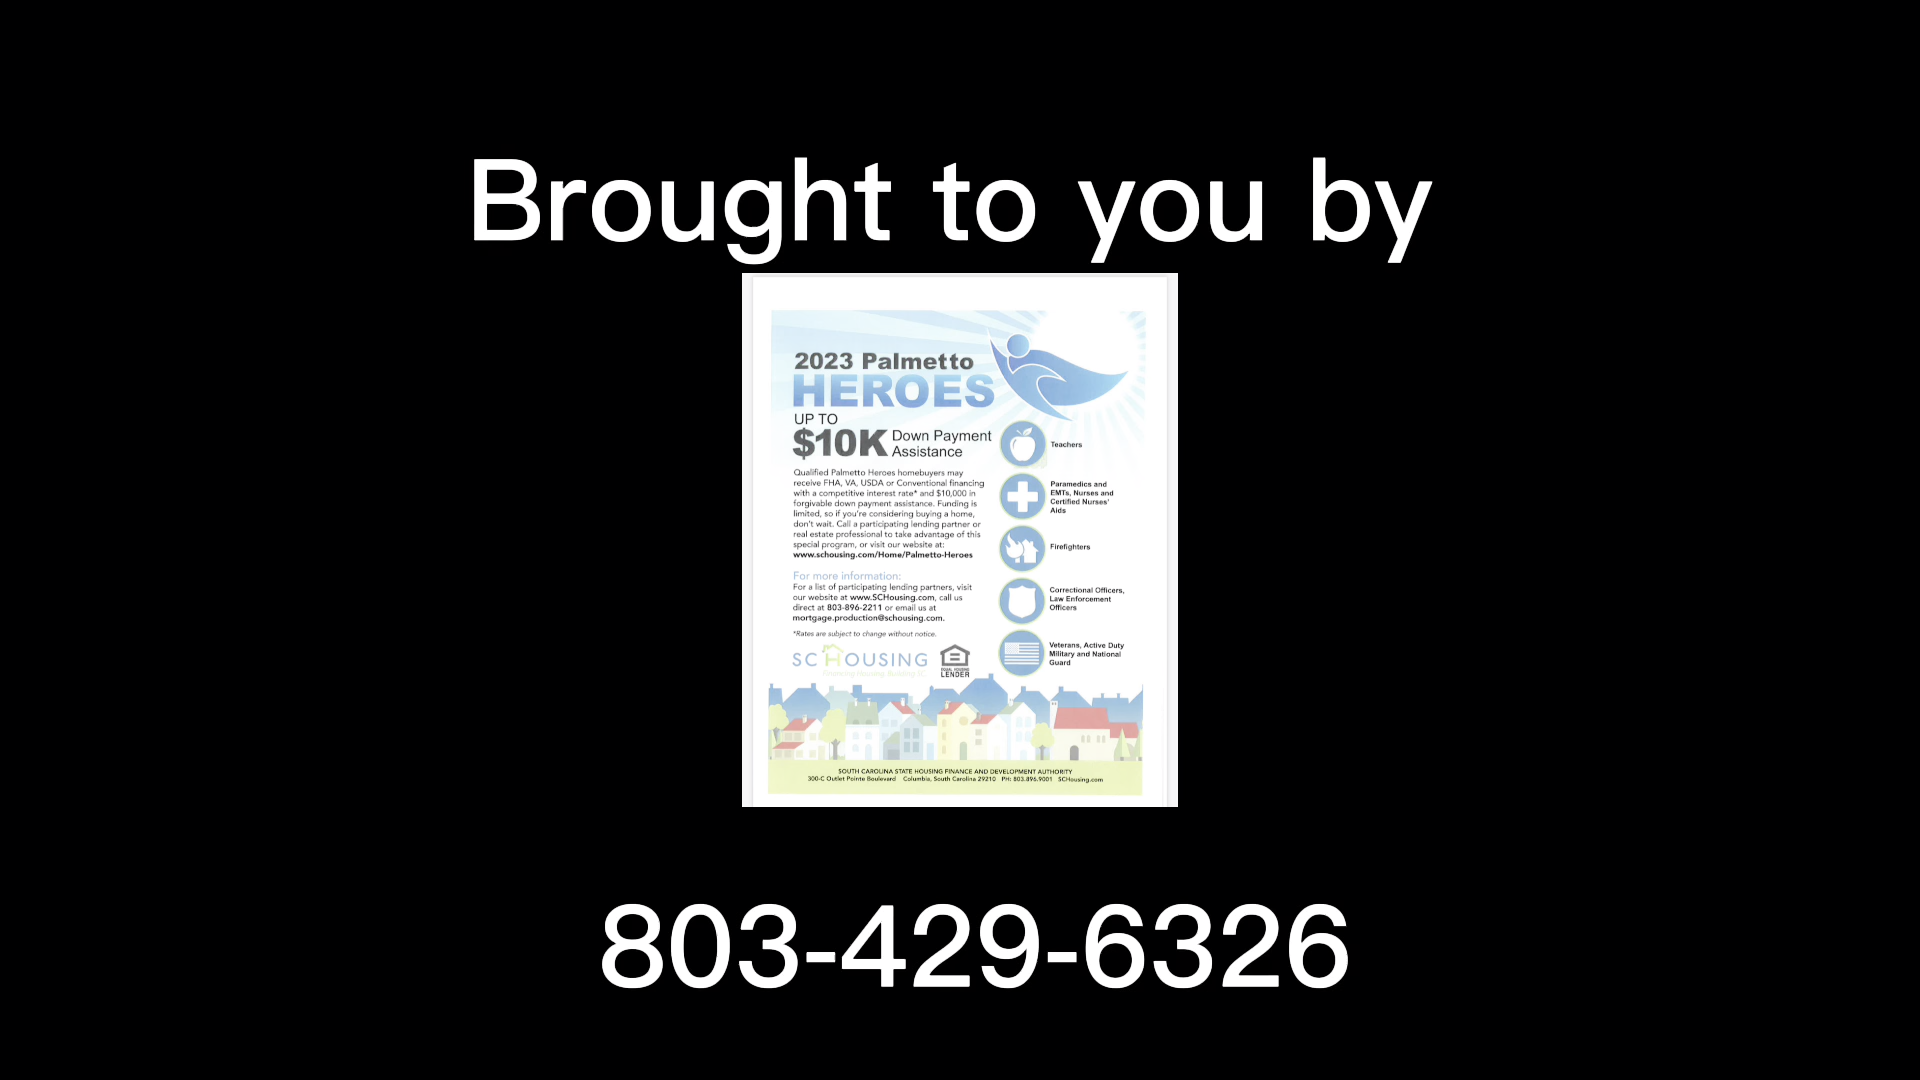 Brought to you by
2023 Palmetto
HEROES
UP TO
$10K Down Payment
Assistance
Qualified Palmetto Heroes homebuyers may
receive FHA, VA, USDA or Conventional financing
with a competitive interest rate* and $10,000 in
forgivable down payment assistance. Funding is
limited, so if you're considering buying a home,
don't wait. Call a participating lending partner or
real estate professional to take advantage of this
special program, or visit our website at:
www.schousing.com/Home/Palmetto-Heroes
For more information:
For a list of participating lending partners, visit
our website at www.SCHousing.com, call us
direct at 803-896-2211 or email us at
mortgage.production@schousing.com.
*Rates are subject to change without notice.
SC HOUSING
Financing Housing. Building SC.
EQUAL HOUSING
LENDER
Teachers
Paramedics and
EMTs, Nurses and
Certified Nurses'
Aids
Firefighters
Correctional Officers,
Law Enforcement
Officers
Veterans, Active Duty
Military and National
Guard
SOUTH CAROLINA STATE HOUSING FINANCE AND DEVELOPMENT AUTHORITY
300-C Outlet Pointe Boulevard Columbia, South Carolina 29210 PH: 803.896.9001 SCHousing.com
803-429-6326